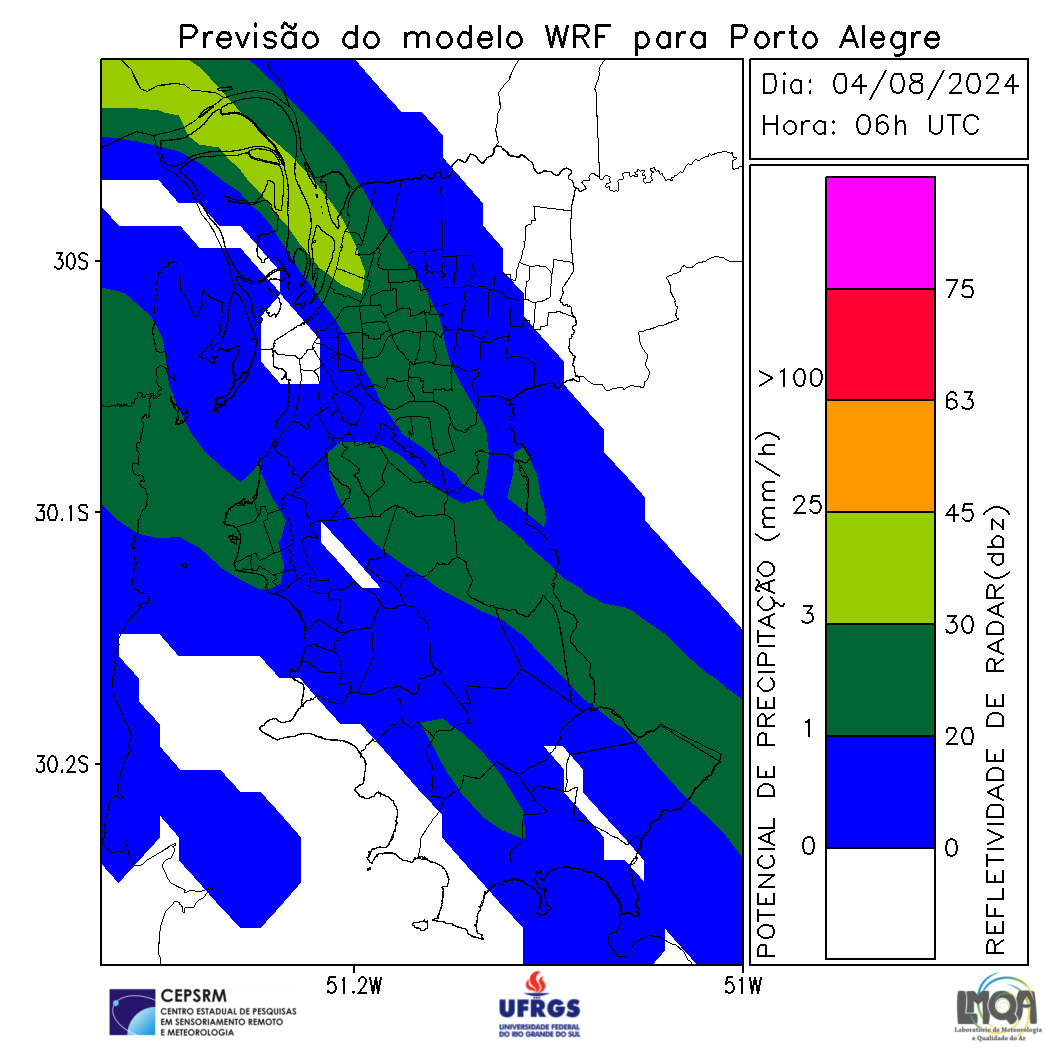 Previsão do modelo WRF para Porto Alegre
Dia: 04/08/2024
Hora: 06h UTC
30S
30.1S
30.2S
51.2W
51W
POTENCIAL DE PRECIPITAÇÃO (mm/h)
>100
25
3
1
0
75
63
45
30
20
0
REFLETIVIDADE DE RADAR(dbz)
CEPSRM
CENTRO ESTADUAL DE PESQUISAS
EM SENSORIAMENTO REMOTO
E METEOROLOGIA
UFRGS
UNIVERSIDADE FEDERAL
DO RIO GRANDE DO SUL
LMQA
Laboratório de Meteorologia
e Qualidade do Ar